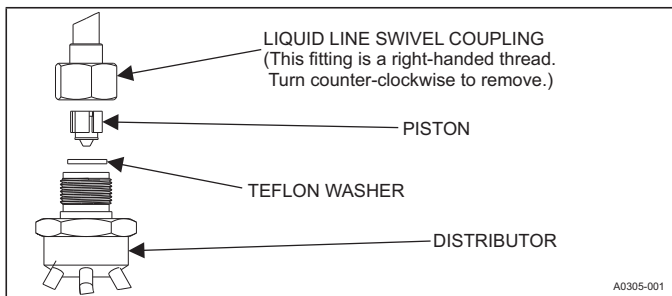 LIQUID LINE SWIVEL COUPLING
(This fitting is a right-handed thread.
Turn counter-clockwise to remove.)
PISTON
TEFLON WASHER
DISTRIBUTOR
A0305-001